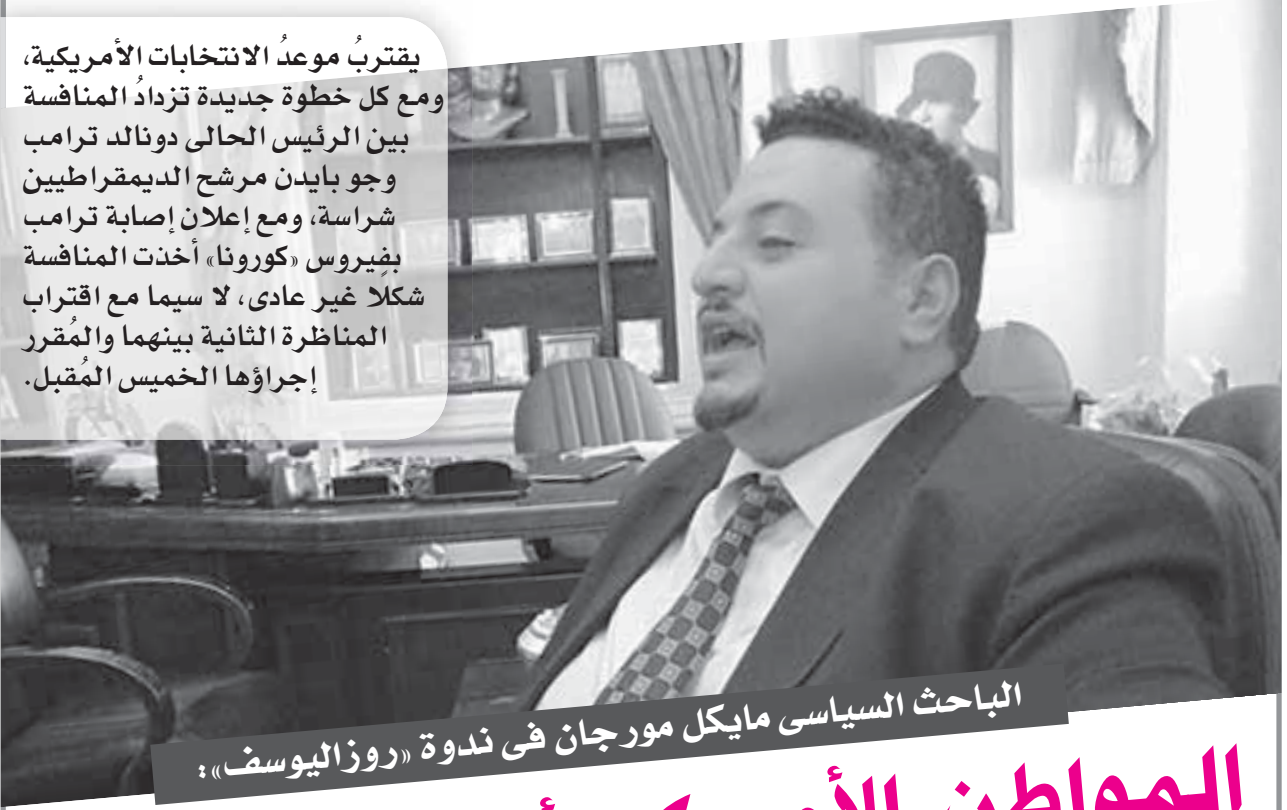 يقتربُ موعدُ الانتخابات الأمريكية،
ومع كل خطوة جديدة تزدادُ المنافسة
بين الرئيس الحالى دونالد ترامب
وجو بايدن مرشح الديمقراطيين
شراسة، ومع إعلان إصابة ترامب
بفيروس «كورونا» أخذت المنافسة
شكلًا غير عادى، لا سيما مع اقتراب
المناظرة الثانية بينهما والمُقرر
إجراؤها الخميس المُقبل.
الباحث السياسى مايكل مورجان فى ندوة «روزاليوسف»:
المواطن